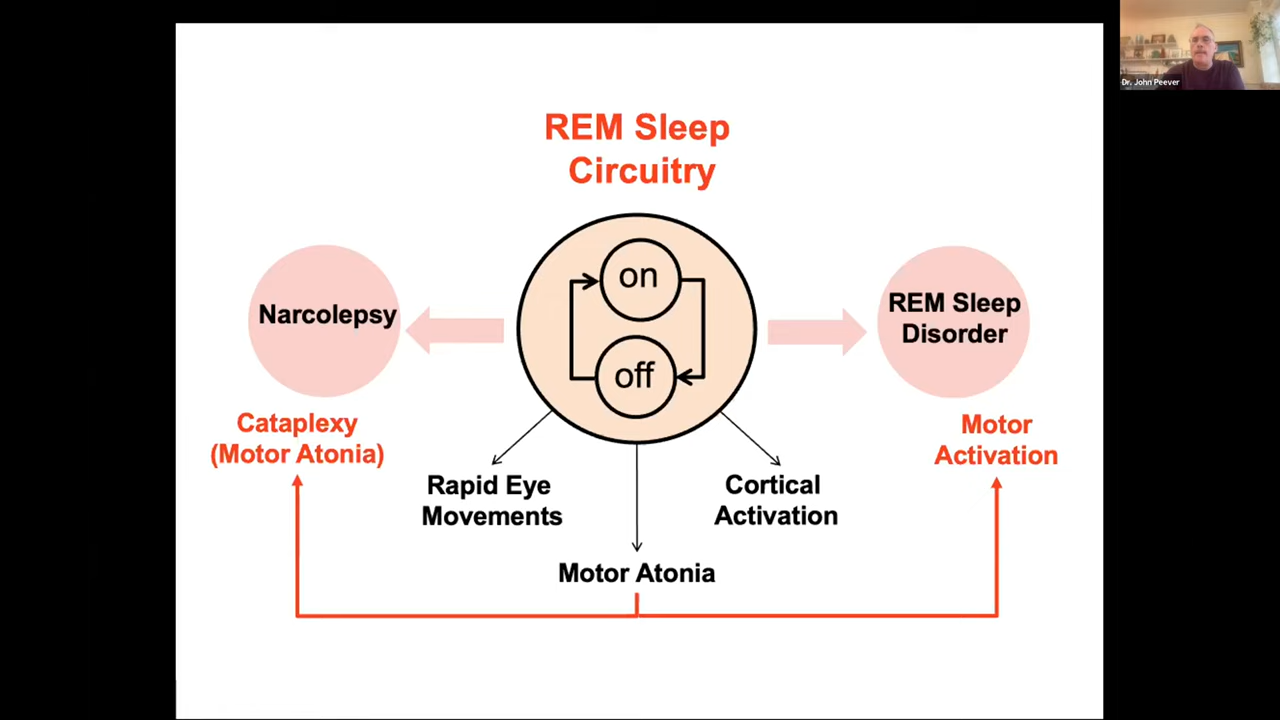 Dr. John Peever
REM Sleep
Circuitry
on
off
Narcolepsy
REM Sleep
Disorder
Cataplexy
(Motor Atonia)
Motor
Activation
Rapid Eye
Movements
Cortical
Activation
Motor Atonia